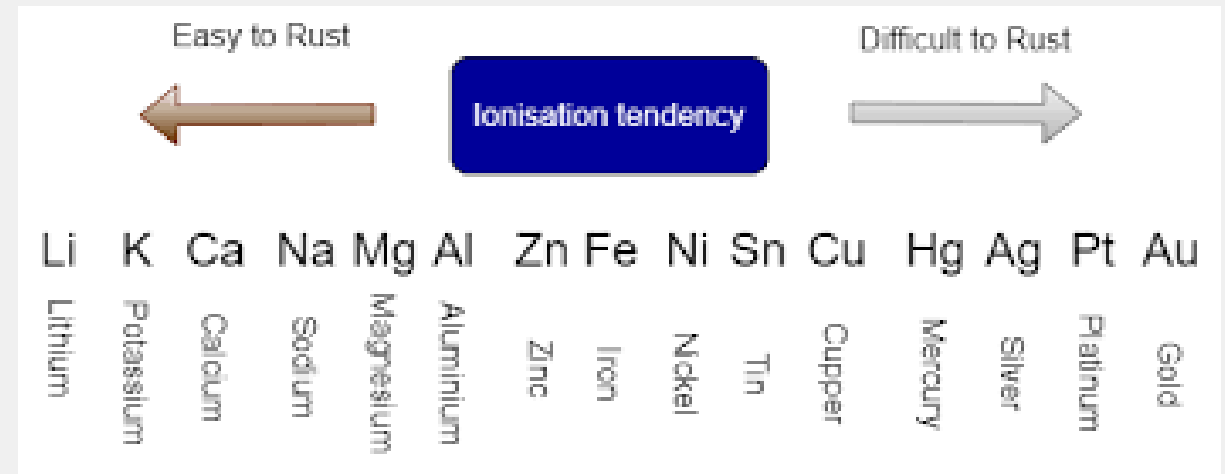 Easy to Rust
Difficult to Rust
Ionisation tendency
Li K Ca Na Mg Al Zn Fe Ni Sn Cu Hg Ag Pt Au
Lithium
Potassium
Calcium
Sodium
Magnesium
Aluminium
Zinc
Iron
Nickel
Tin
Cupper
Mercury
Silver
Platinum
Gold